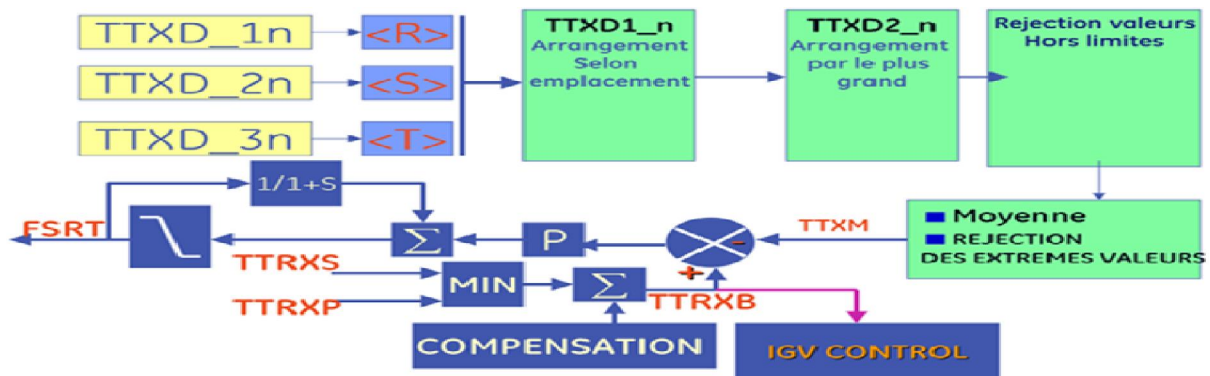 TTXD_1n
<R>
TTXD_2n
<S>
TTXD_3n
<T>
TTXD1_n
Arrangement
Selon
emplacement
TTXD2_n
Arrangement
par le plus
grand
Rejection valeurs
Hors limites
1/1+S
FSRT
Σ
P
-
+
TTXM
Moyenne
REJECTION
DES EXTREMES VALEURS
TTRXS
TTRXP
MIN
Σ
TTRXB
COMPENSATION
IGV CONTROL